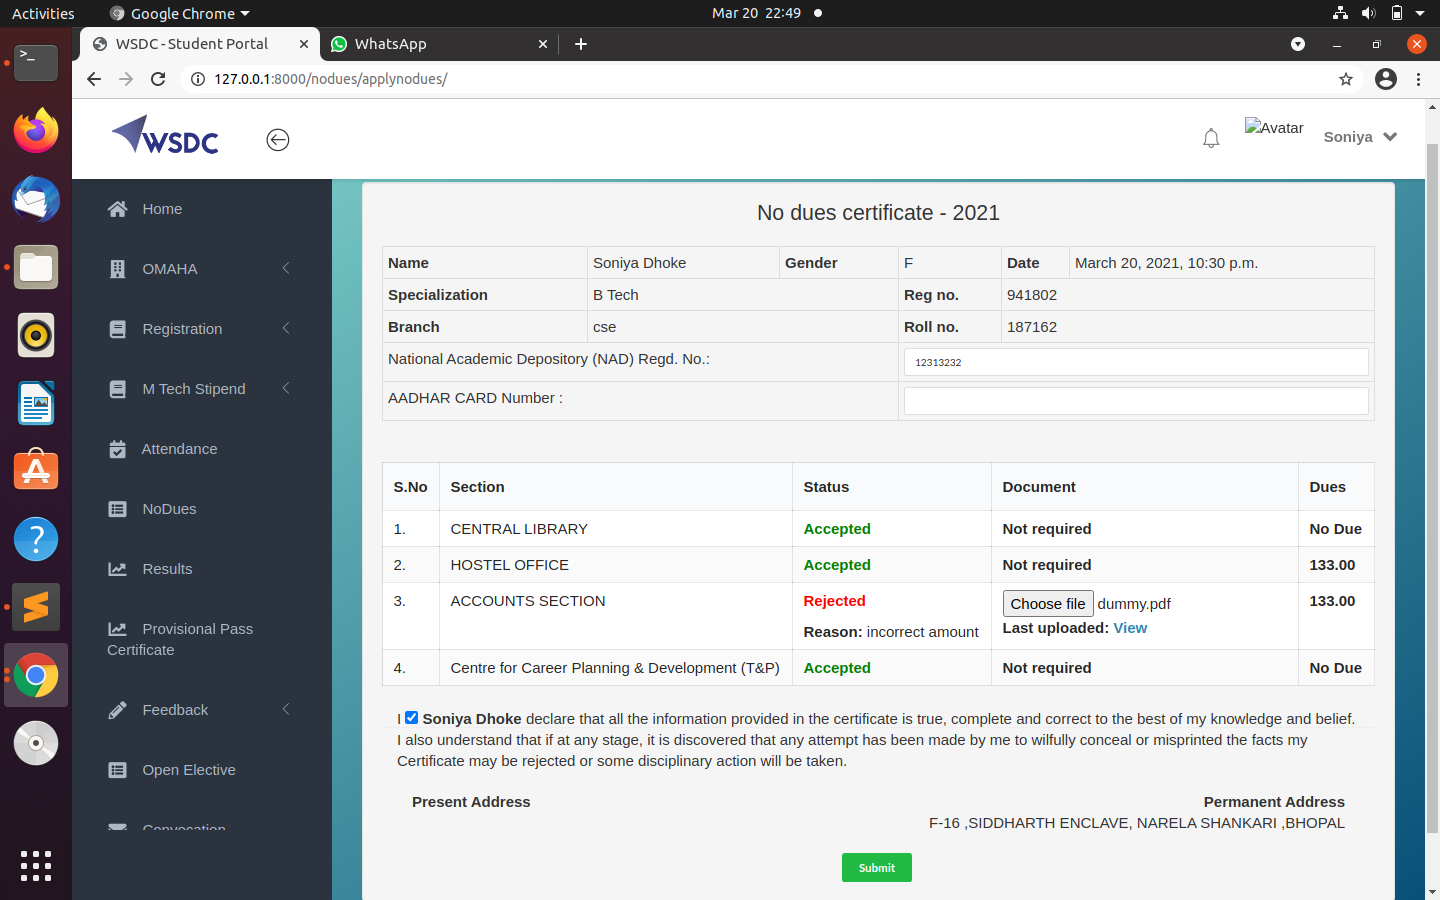 Activities
Google Chrome
Mar 20 22:49
WSDC - Student Portal
WhatsApp
127.0.0.1:8000/nodues/applynodues/
WSDC
Avatar
Soniya
Home
OMAHA
Registration
M Tech Stipend
Attendance
NoDues
Results
Provisional Pass
Certificate
Feedback
Open Elective
Convocation
No dues certificate - 2021
Name Soniya Dhoke Gender F Date March 20, 2021, 10:30 p.m.
Specialization B Tech Reg no. 941802
Branch cse Roll no. 187162
National Academic Depository (NAD) Regd. No.: 12313232
AADHAR CARD Number :
S.No Section Status Document Dues
1. CENTRAL LIBRARY Accepted Not required No Due
2. HOSTEL OFFICE Accepted Not required 133.00
3. ACCOUNTS SECTION Rejected Choose file dummy.pdf 133.00
Last uploaded: View
Reason: incorrect amount
4. Centre for Career Planning & Development (T&P) Accepted Not required No Due
I Soniya Dhoke declare that all the information provided in the certificate is true, complete and correct to the best of my knowledge and belief.
I also understand that if at any stage, it is discovered that any attempt has been made by me to wilfully conceal or misprinted the facts my
Certificate may be rejected or some disciplinary action will be taken.
Present Address
Permanent Address
F-16 ,SIDDHARTH ENCLAVE, NARELA SHANKARI ,BHOPAL
Submit